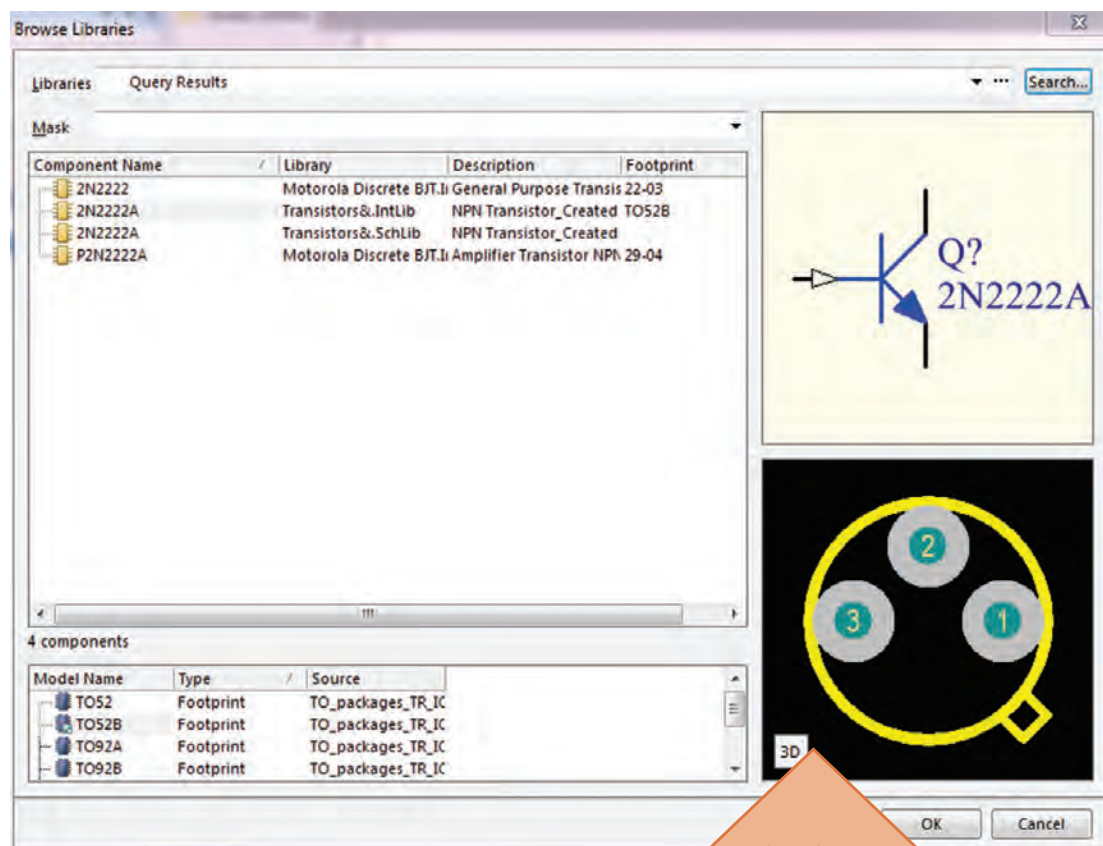 Browse Libraries
Libraries Query Results ... Search...
Mask
Component Name / Library Description Footprint
2N2222 Motorola Discrete BJT.I General Purpose Transis 22-03
2N2222A Transistors&.IntLib NPN Transistor_Created TO52B
2N2222A Transistors&.SchLib NPN Transistor_Created
P2N2222A Motorola Discrete BJT.I Amplifier Transistor NPN 29-04
Q?
2N2222A
4 components
Model Name Type / Source
TO52 Footprint TO_packages_TR_IC
TO52B Footprint TO_packages_TR_IC
TO92A Footprint TO_packages_TR_IC
TO92B Footprint TO_packages_TR_IC
2
3 1
3D
OK Cancel